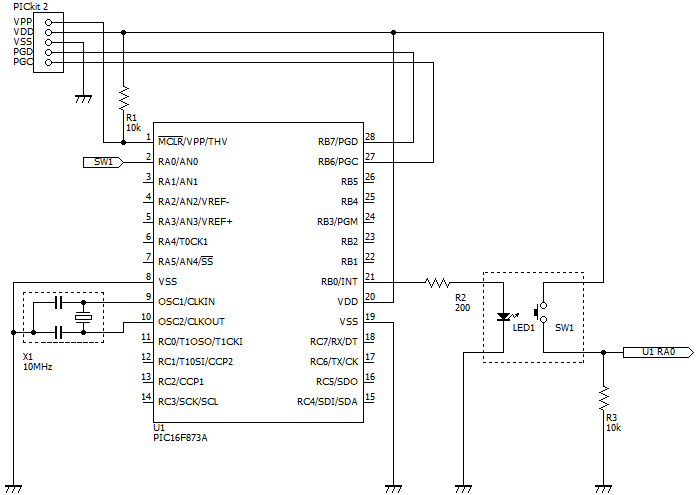 PICkit 2
VPP
VDD
VSS
PGD
PGC
R1
10k
1 MCLR/VPP/THV RB7/PGD 28
SW1 2 RA0/AN0 RB6/PGC 27
3 RA1/AN1 RB5 26
4 RA2/AN2/VREF- RB4 25
5 RA3/AN3/VREF+ RB3/PGM 24
6 RA4/T0CK1 RB2 23
7 RA5/AN4/SS RB1 22
8 VSS RB0/INT 21
9 OSC1/CLKIN VDD 20
10 OSC2/CLKOUT VSS 19
11 RC0/T1OSO/T1CKI RC7/RX/DT 18
12 RC1/T1OSI/CCP2 RC6/TX/CK 17
13 RC2/CCP1 RC5/SDO 16
14 RC3/SCK/SCL RC4/SDI/SDA 15
U1
PIC16F873A
X1
10MHz
R2
200
LED1
SW1
U1 RA0
R3
10k